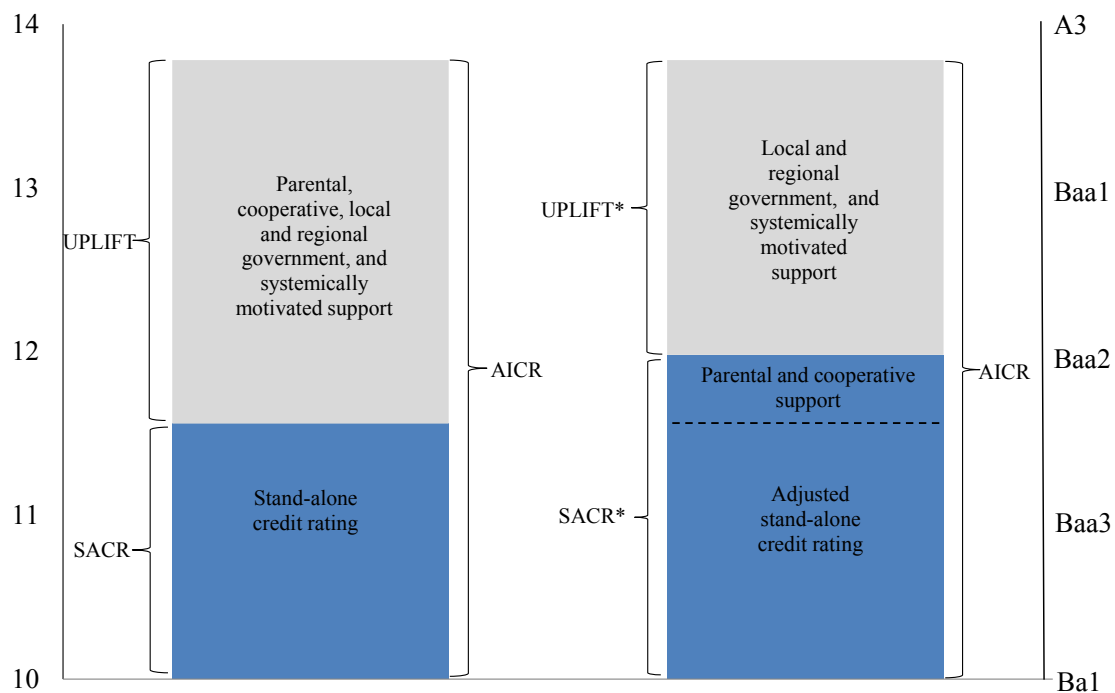 14
13
12
11
10
UPLIFT
SACR
Parental,
cooperative, local
and regional
government, and
systemically
motivated support
Stand-alone
credit rating
AICR
UPLIFT*
SACR*
Local and
regional
government, and
systemically
motivated
support
Parental and cooperative
support
Adjusted
stand-alone
credit rating
AICR
A3
Baa1
Baa2
Baa3
Ba1